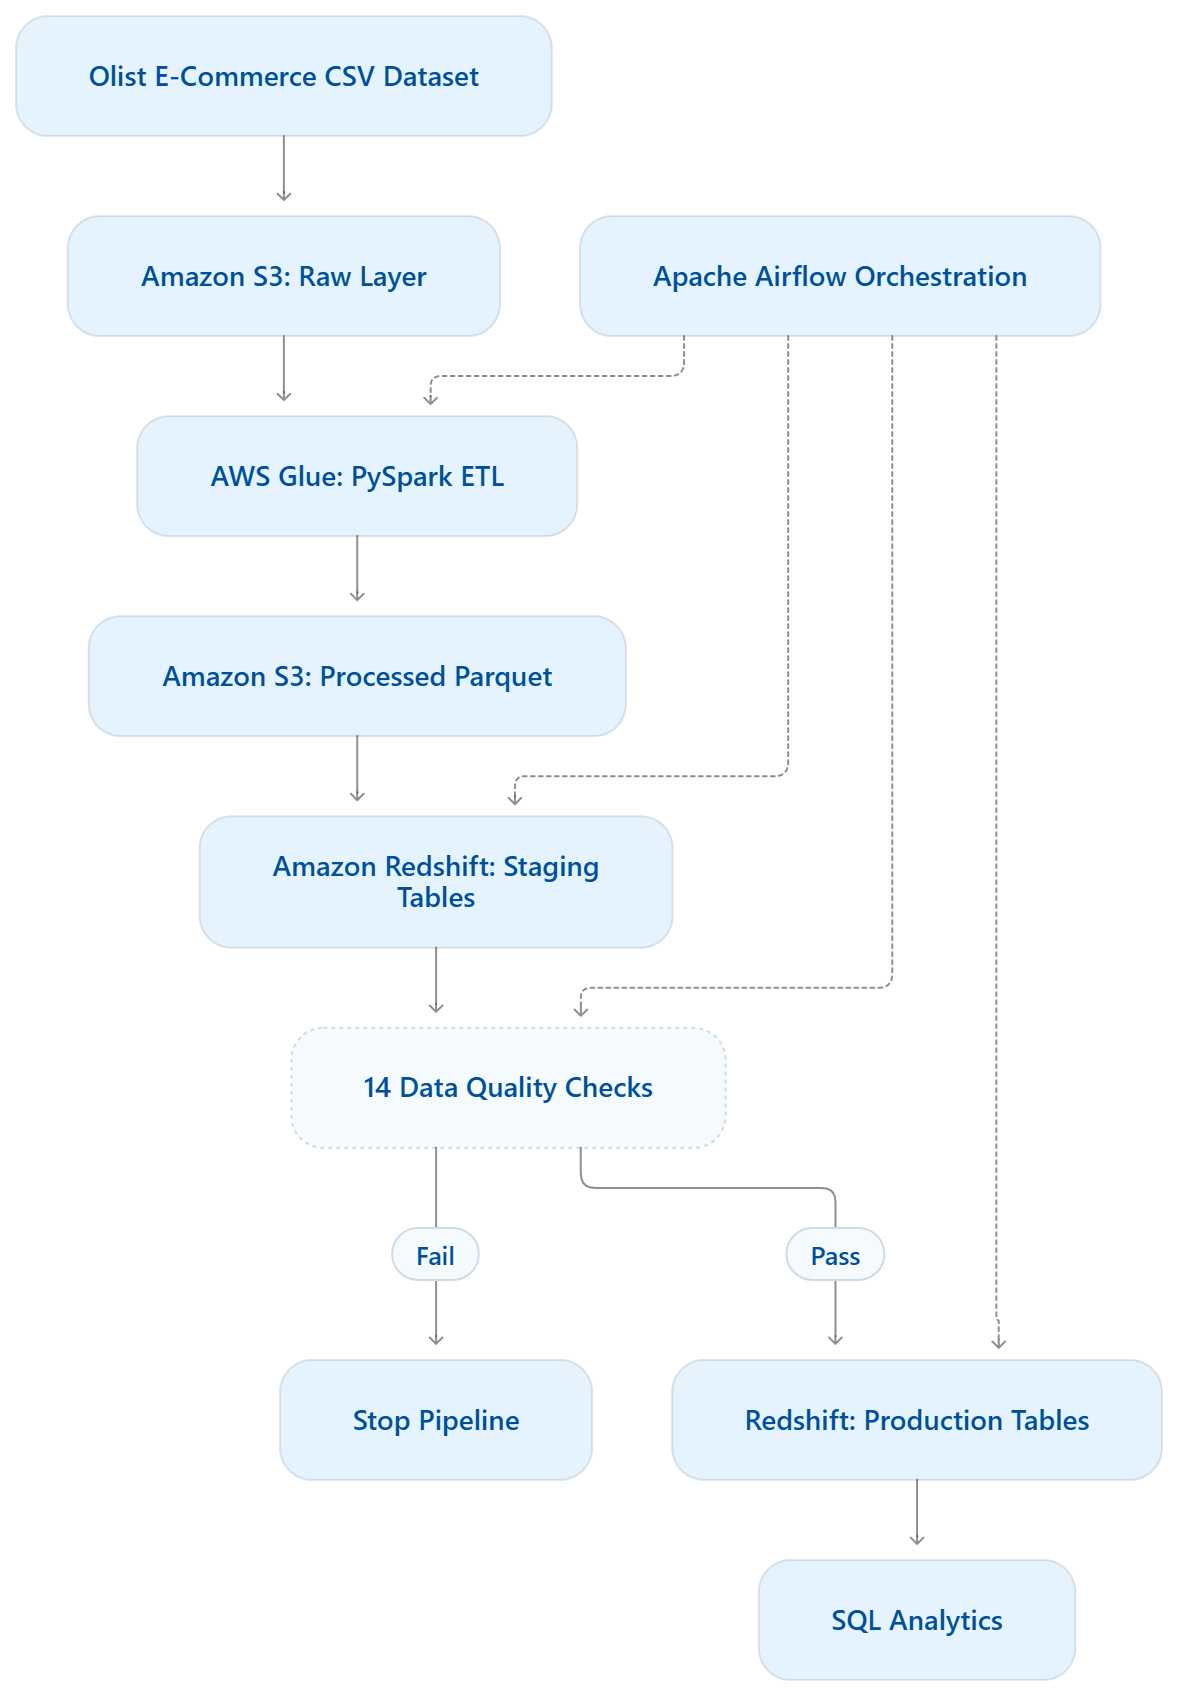 Olist E-Commerce CSV Dataset
Amazon S3: Raw Layer
Apache Airflow Orchestration
AWS Glue: PySpark ETL
Amazon S3: Processed Parquet
Amazon Redshift: Staging
Tables
14 Data Quality Checks
Fail
Pass
Stop Pipeline
Redshift: Production Tables
SQL Analytics